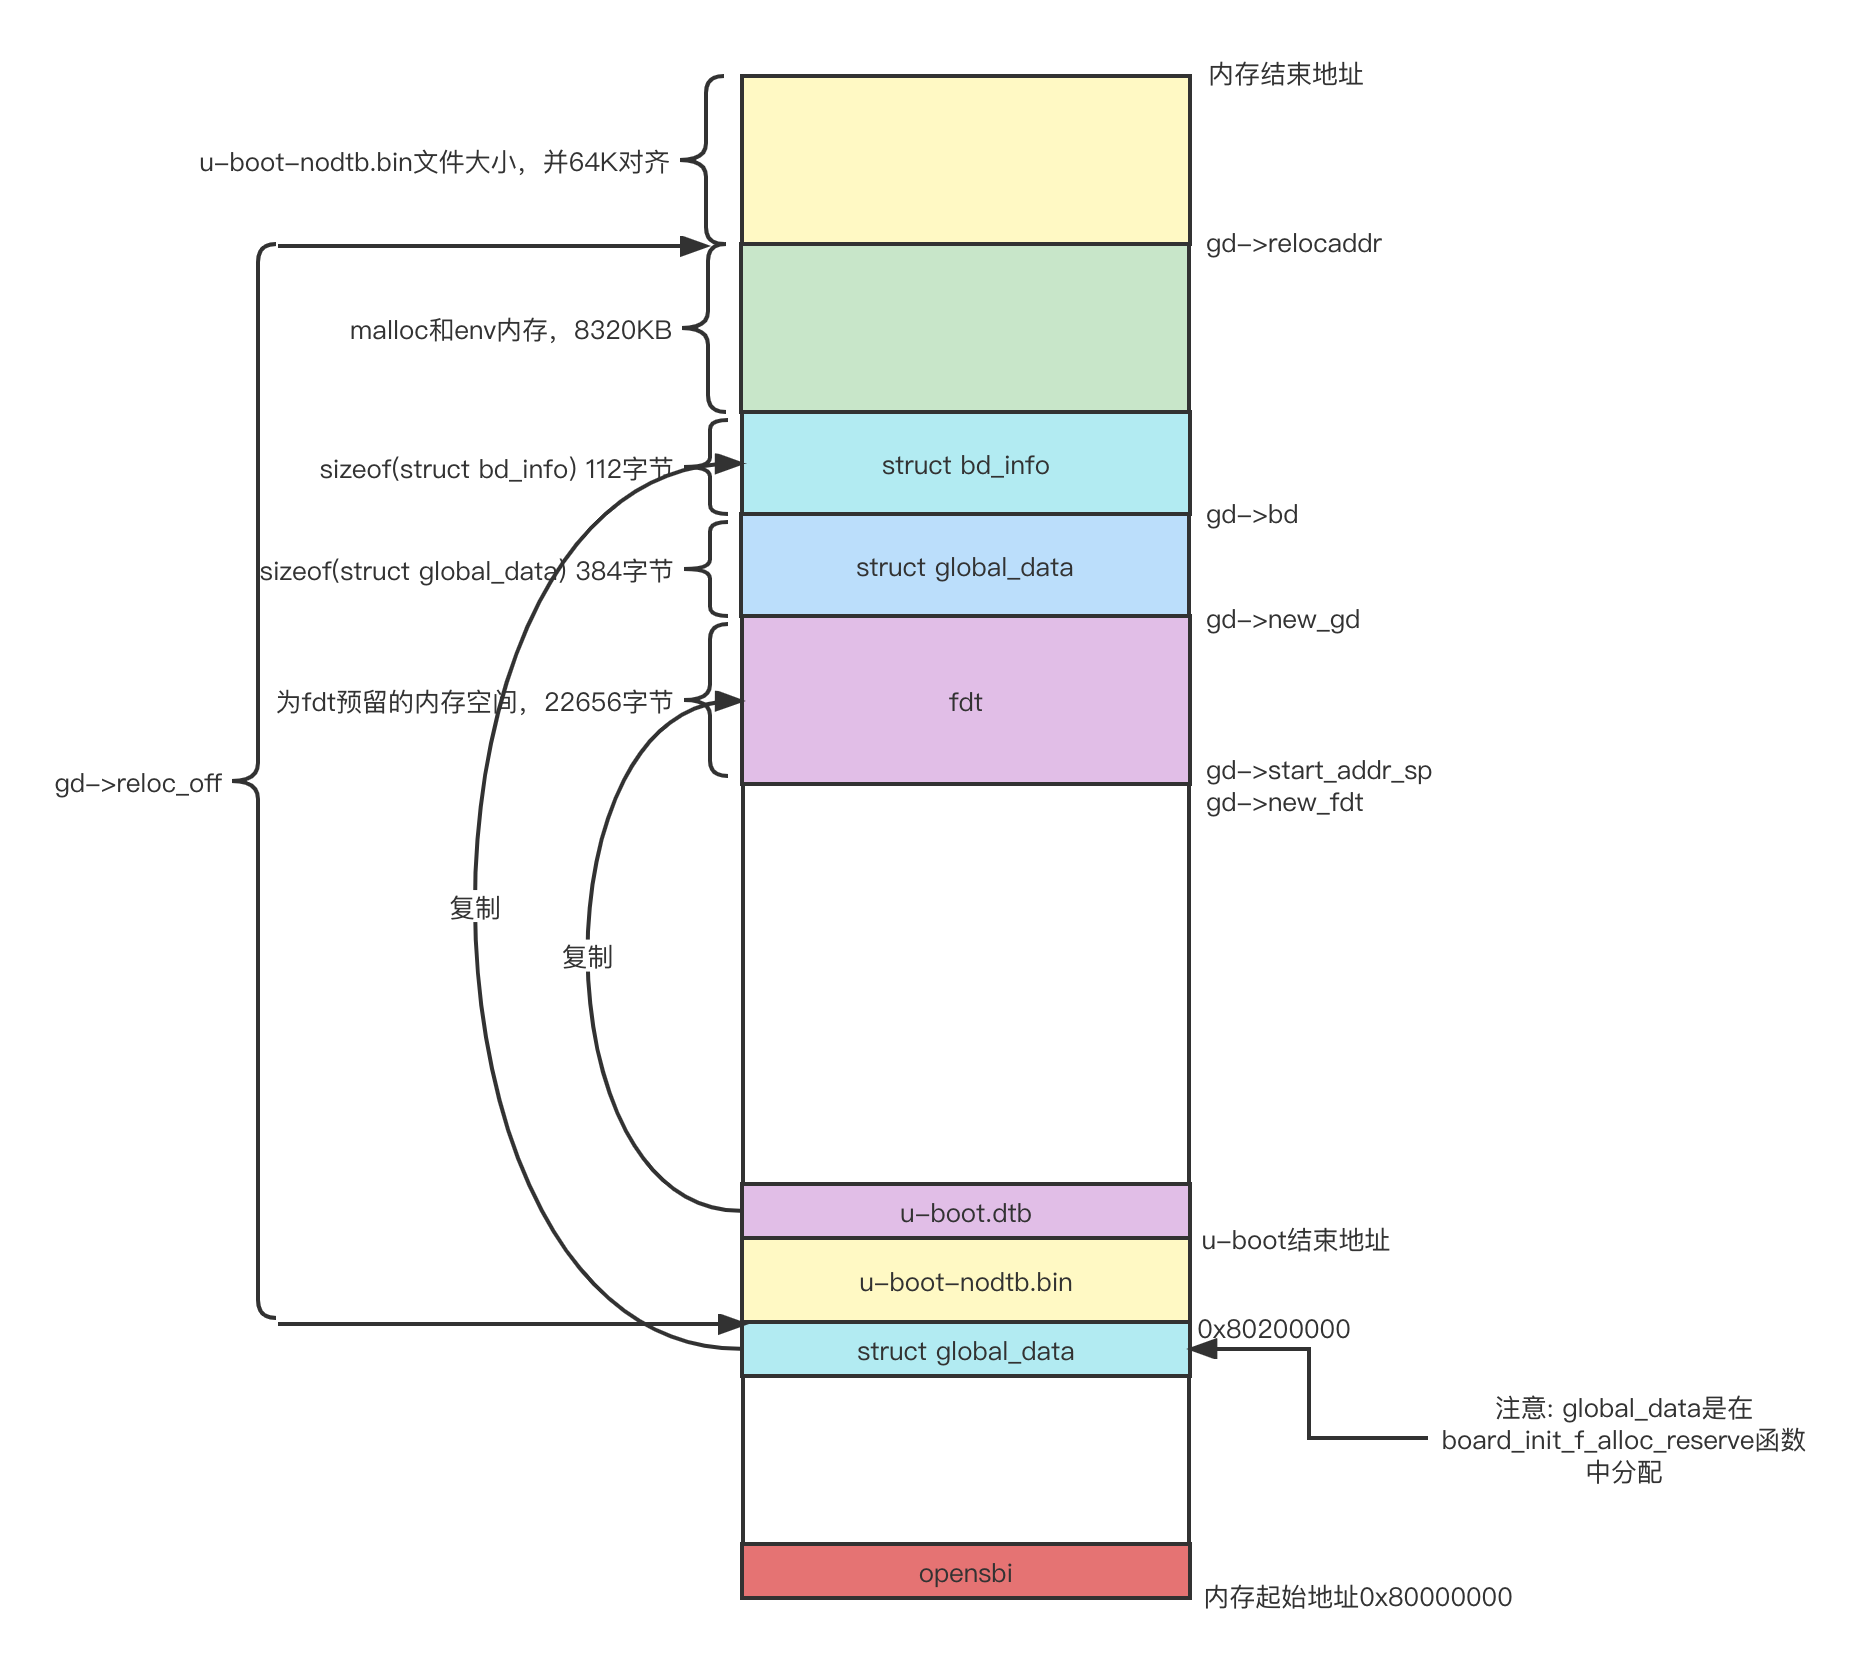 内存结束地址
u-boot-nodtb.bin文件大小，并64K对齐
gd->relocaddr
malloc和env内存，8320KB
sizeof(struct bd_info) 112字节
struct bd_info
gd->bd
sizeof(struct global_data) 384字节
struct global_data
gd->new_gd
为fdt预留的内存空间，22656字节
fdt
gd->reloc_off
gd->start_addr_sp
gd->new_fdt
复制
复制
u-boot.dtb
u-boot结束地址
u-boot-nodtb.bin
0x80200000
struct global_data
注意: global_data是在
board_init_f_alloc_reserve函数
中分配
opensbi
内存起始地址0x80000000